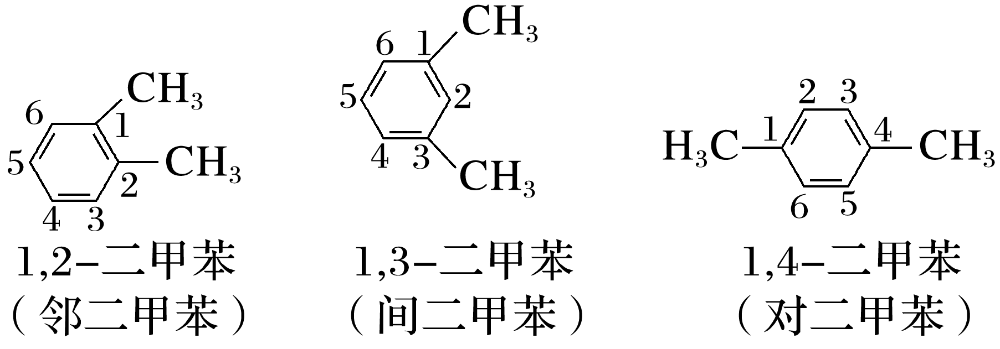 CH₃
6 1
5 2
4 3
CH₃
CH₃
6 1
5
CH₃
2
4 3
2 3
H₃C 1 4 CH₃
6 5
1,2-二甲苯 1,3-二甲苯 1,4-二甲苯
(邻二甲苯) (间二甲苯) (对二甲苯)